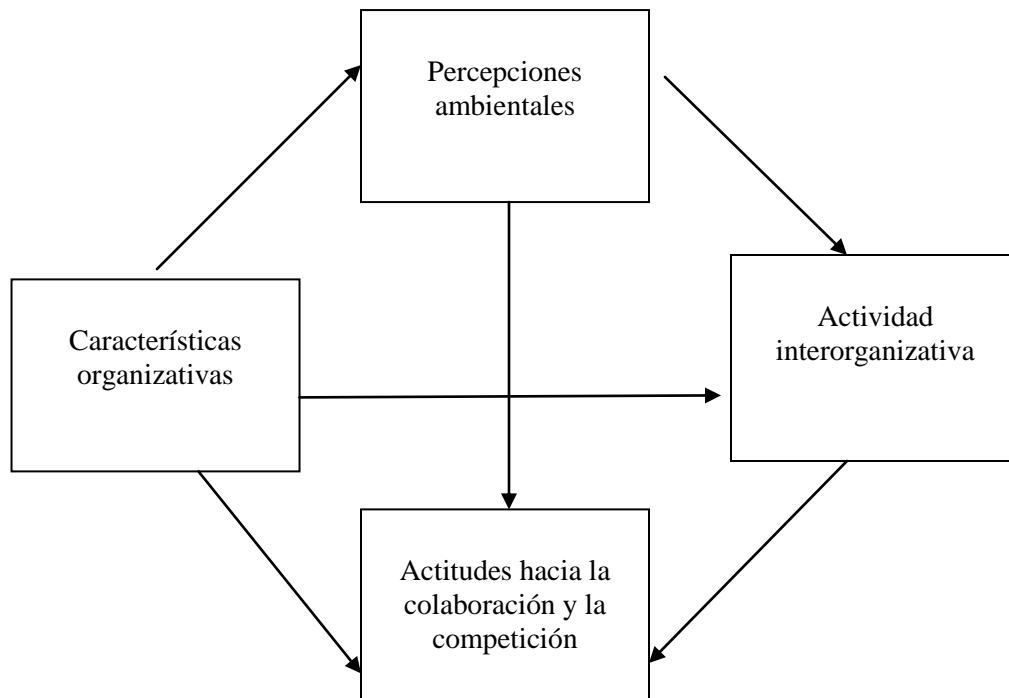 Percepciones
ambientales
Características
organizativas
Actividad
interorganizativa
Actitudes hacia la
colaboración y la
competición